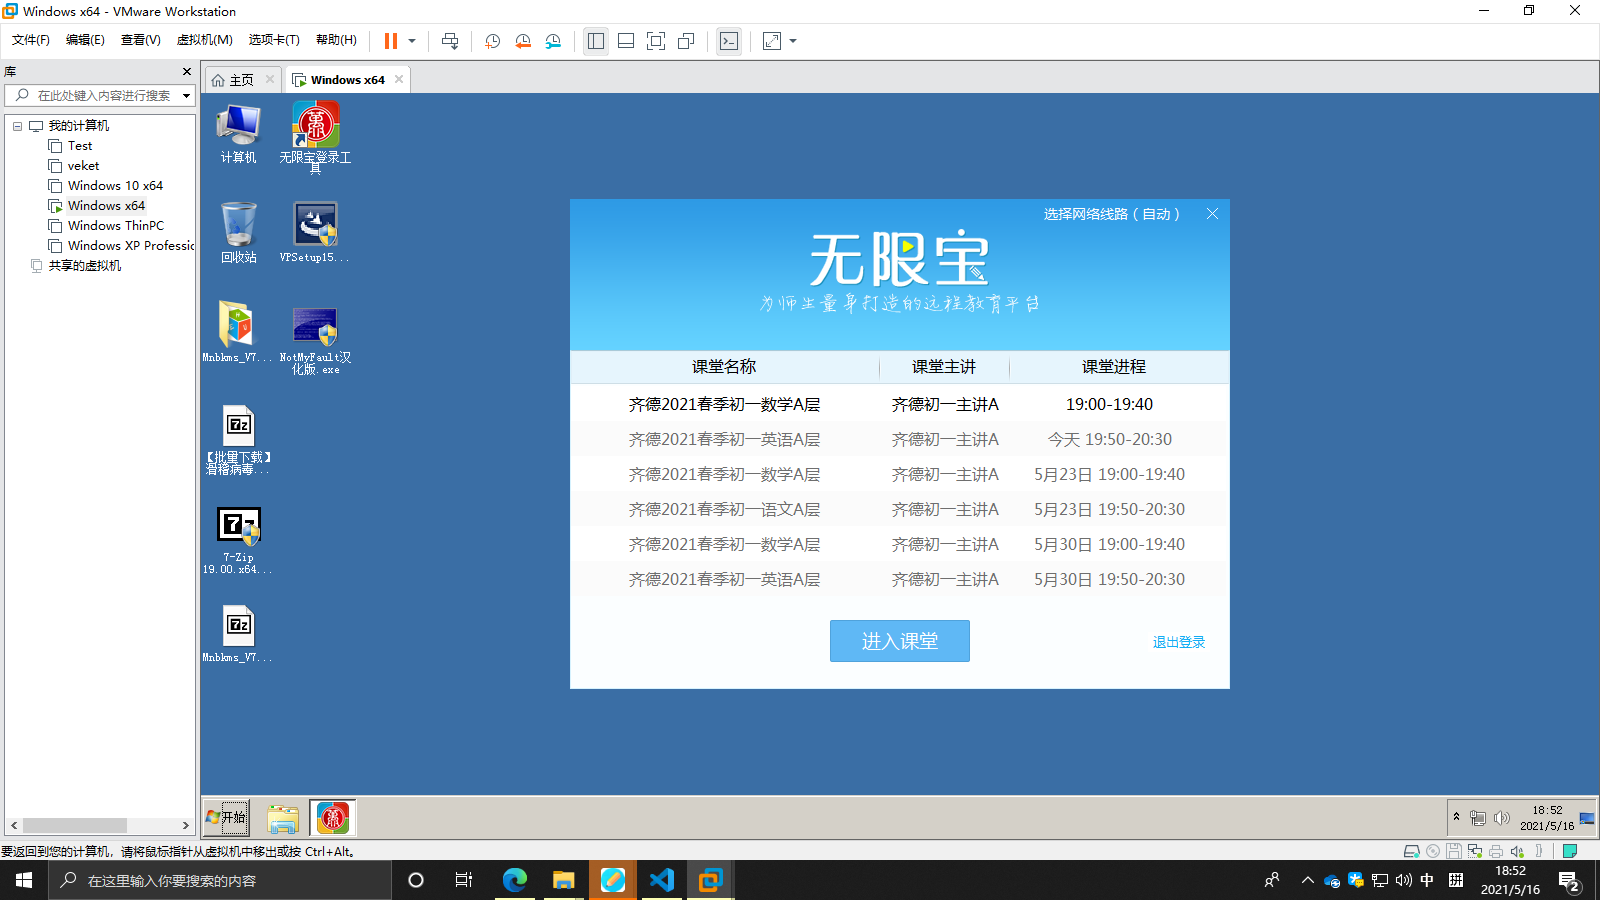 Windows x64 - VMware Workstation
文件(F) 编辑(E) 查看(V) 虚拟机(M) 选项卡(T) 帮助(H)
库
在此处键入内容进行搜索
主页
Windows x64
我的计算机
Test
veket
Windows 10 x64
Windows x64
Windows ThinPC
Windows XP Professio
共享的虚拟机
计算机
无限宝登录工
具
回收站
VPSetup15...
Mnbkms_V7...
NotMyFault汉
化版.exe
【批量下载】
滑稽病毒...
7-Zip
19.00.x64...
Mnbkms_V7...
选择网络线路（自动）
无限宝
为师生量身打造的远程教育平台
课堂名称 课堂主讲 课堂进程
齐德2021春季初一数学A层 齐德初一主讲A 19:00-19:40
齐德2021春季初一英语A层 齐德初一主讲A 今天 19:50-20:30
齐德2021春季初一数学A层 齐德初一主讲A 5月23日 19:00-19:40
齐德2021春季初一语文A层 齐德初一主讲A 5月23日 19:50-20:30
齐德2021春季初一数学A层 齐德初一主讲A 5月30日 19:00-19:40
齐德2021春季初一英语A层 齐德初一主讲A 5月30日 19:50-20:30
进入课堂
退出登录
开始
18:52
2021/5/16
要返回到您的计算机，请将鼠标指针从虚拟机中移出或按 Ctrl+Alt。
在这里输入你要搜索的内容
中
拼
18:52
2021/5/16
2